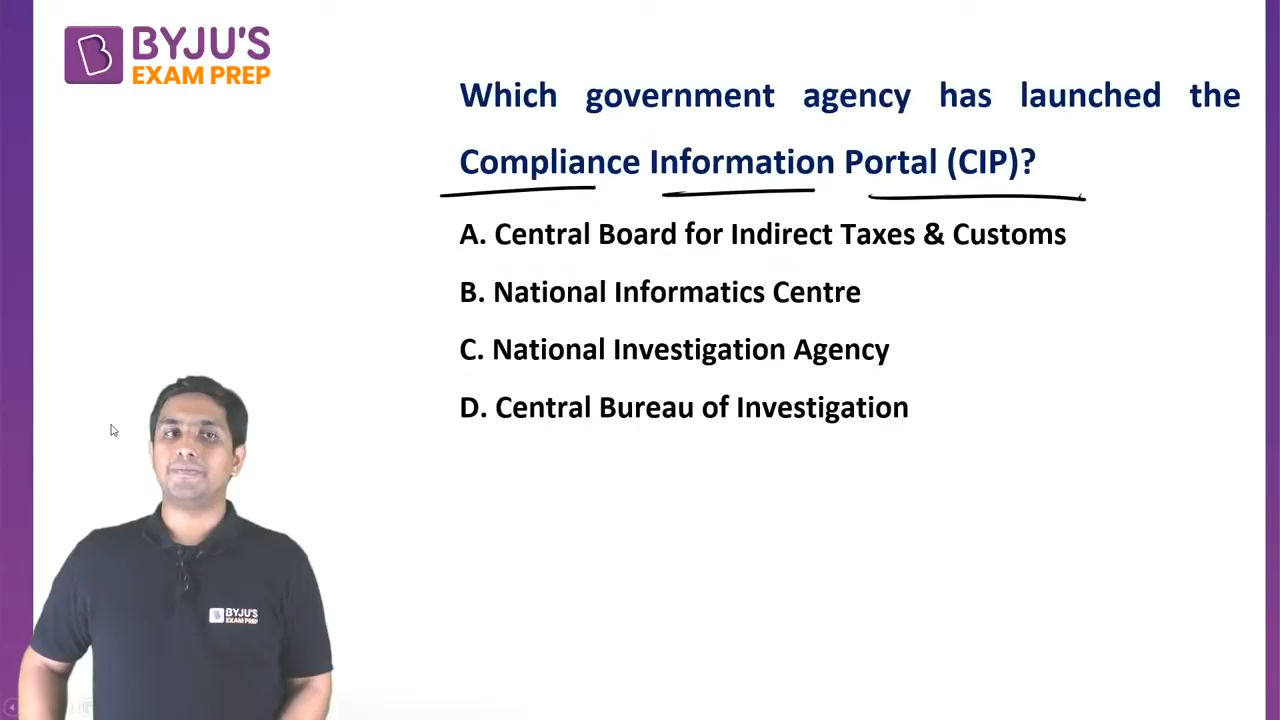 BYJU'S
EXAM PREP
Which government agency has launched the
Compliance Information Portal (CIP)?
A. Central Board for Indirect Taxes & Customs
B. National Informatics Centre
C. National Investigation Agency
D. Central Bureau of Investigation
BYJU'S
EXAM PREP